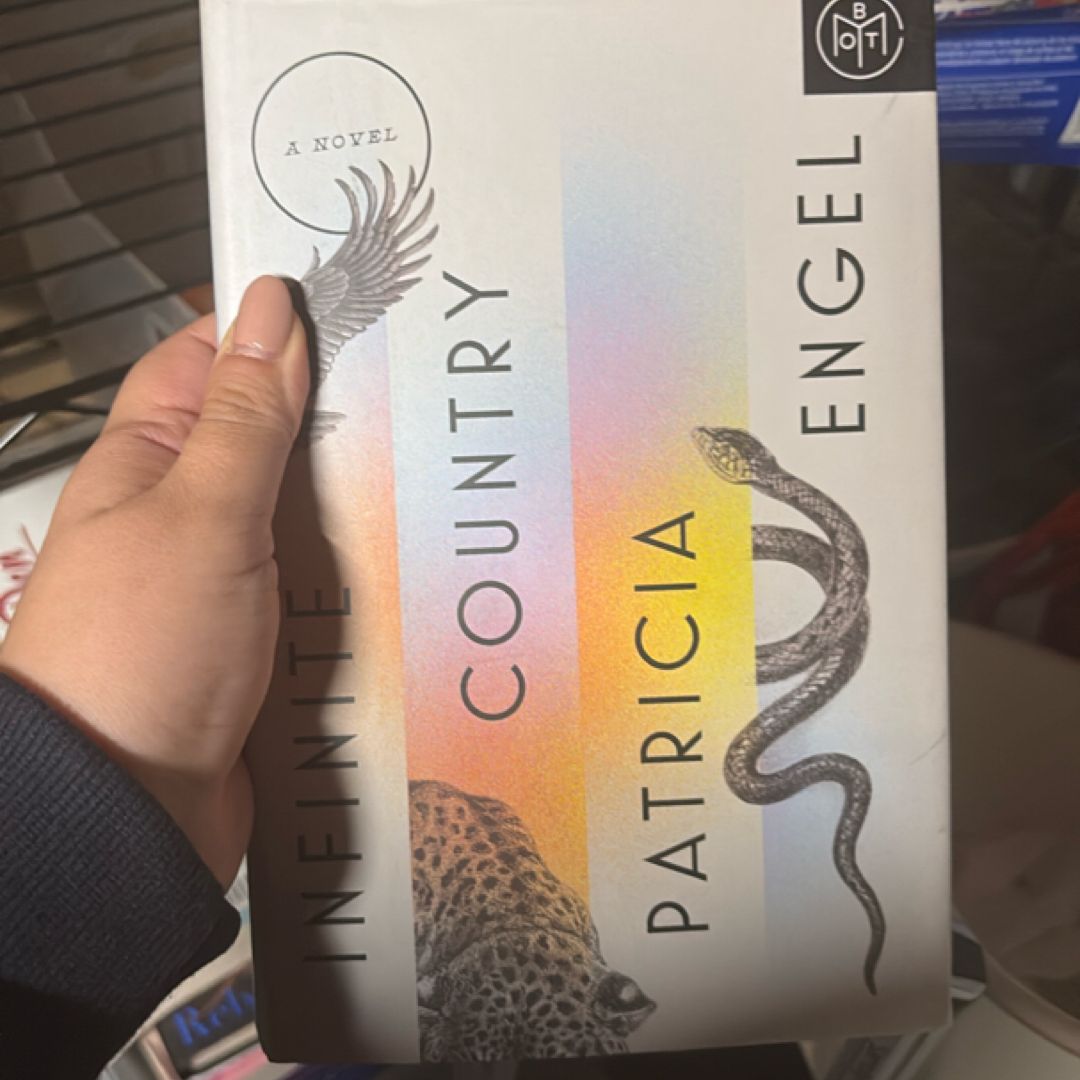 A NOVEL
INFINITE
COUNTRY
PATRICIA
ENGEL
BOTM